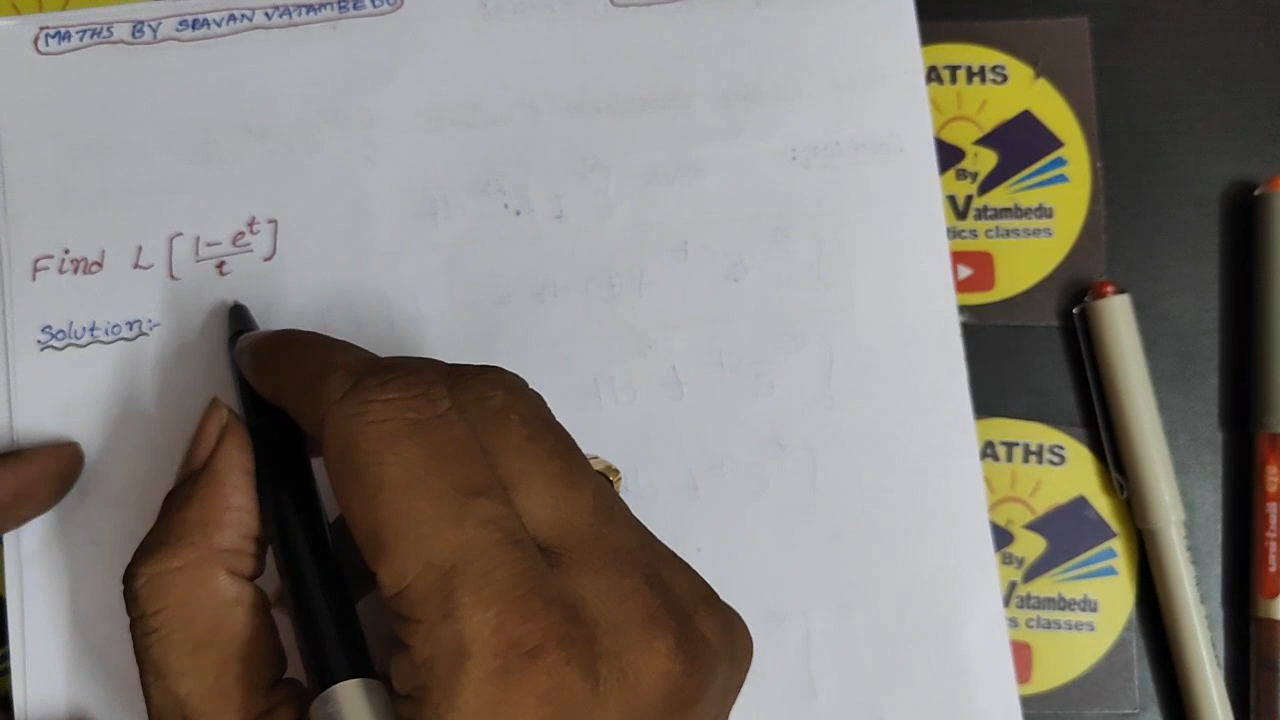 MATHS BY SRAVAN VATAMBEDU
Find L [ (1-e^t)/t ]
Solution:-
ATHS
By
Vatambedu
tics classes
ATHS
By
Vatambedu
s classes